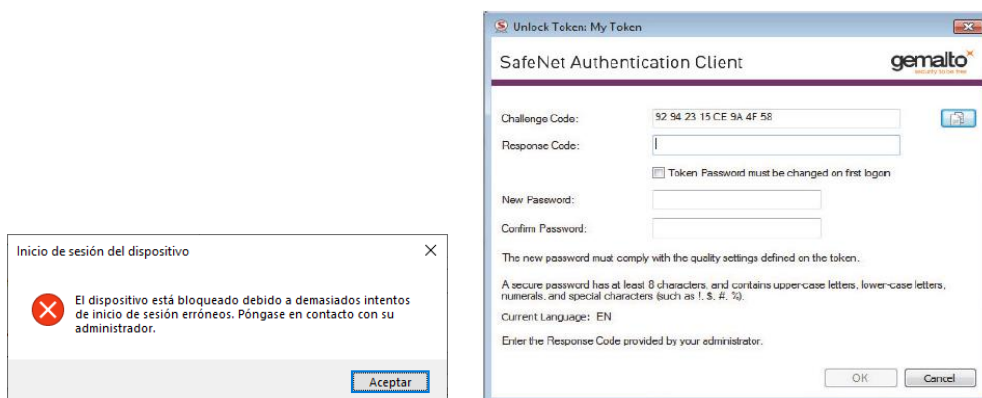 Inicio de sesión del dispositivo
El dispositivo está bloqueado debido a demasiados intentos
de inicio de sesión erróneos. Póngase en contacto con su
administrador.
Aceptar
Unlock Token: My Token
SafeNet Authentication Client
gemalto
security to be free
Challenge Code:
92 94 23 15 CE 9A 4F 58
Response Code:
Token Password must be changed on first logon
New Password:
Confirm Password:
The new password must comply with the quality settings defined on the token.
A secure password has at least 8 characters, and contains upper-case letters, lower-case letters,
numerals, and special characters (such as !, $, #, %).
Current Language: EN
Enter the Response Code provided by your administrator.
OK
Cancel